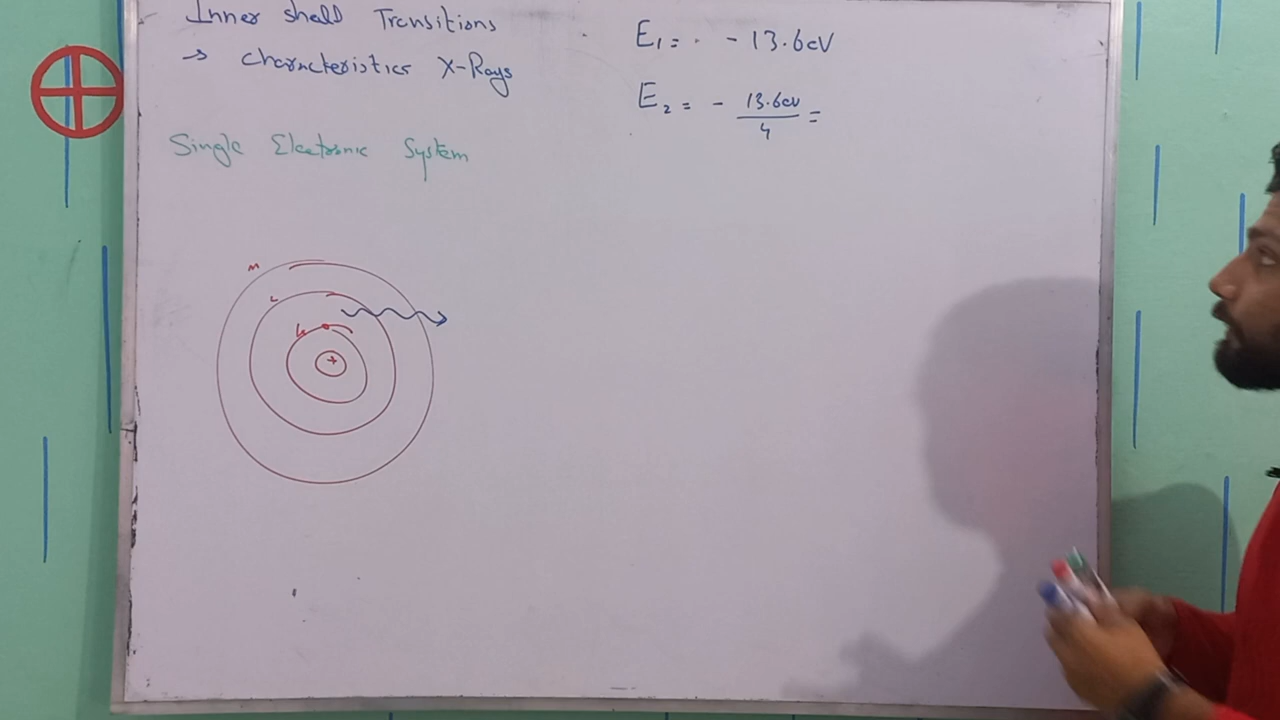 Inner shell Transitions
→ characteristics X-Rays
Single Electronic System
E₁ = - 13.6eV
E₂ = - 13.6eV/4 =
M
L
K
+